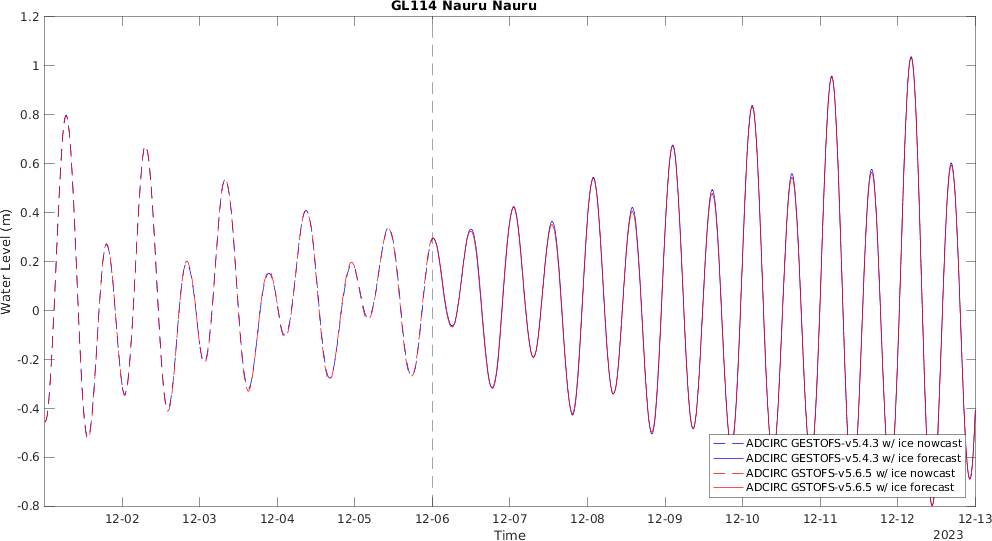 GL114 Nauru Nauru
1.2
1
0.8
0.6
0.4
0.2
0
-0.2
-0.4
-0.6
-0.8
Water Level (m)
ADCIRC GESTOFS-v5.4.3 w/ ice nowcast
ADCIRC GESTOFS-v5.4.3 w/ ice forecast
ADCIRC GSTOFS-v5.6.5 w/ ice nowcast
ADCIRC GSTOFS-v5.6.5 w/ ice forecast
12-02 12-03 12-04 12-05 12-06 12-07 12-08 12-09 12-10 12-11 12-12 12-13
Time
2023